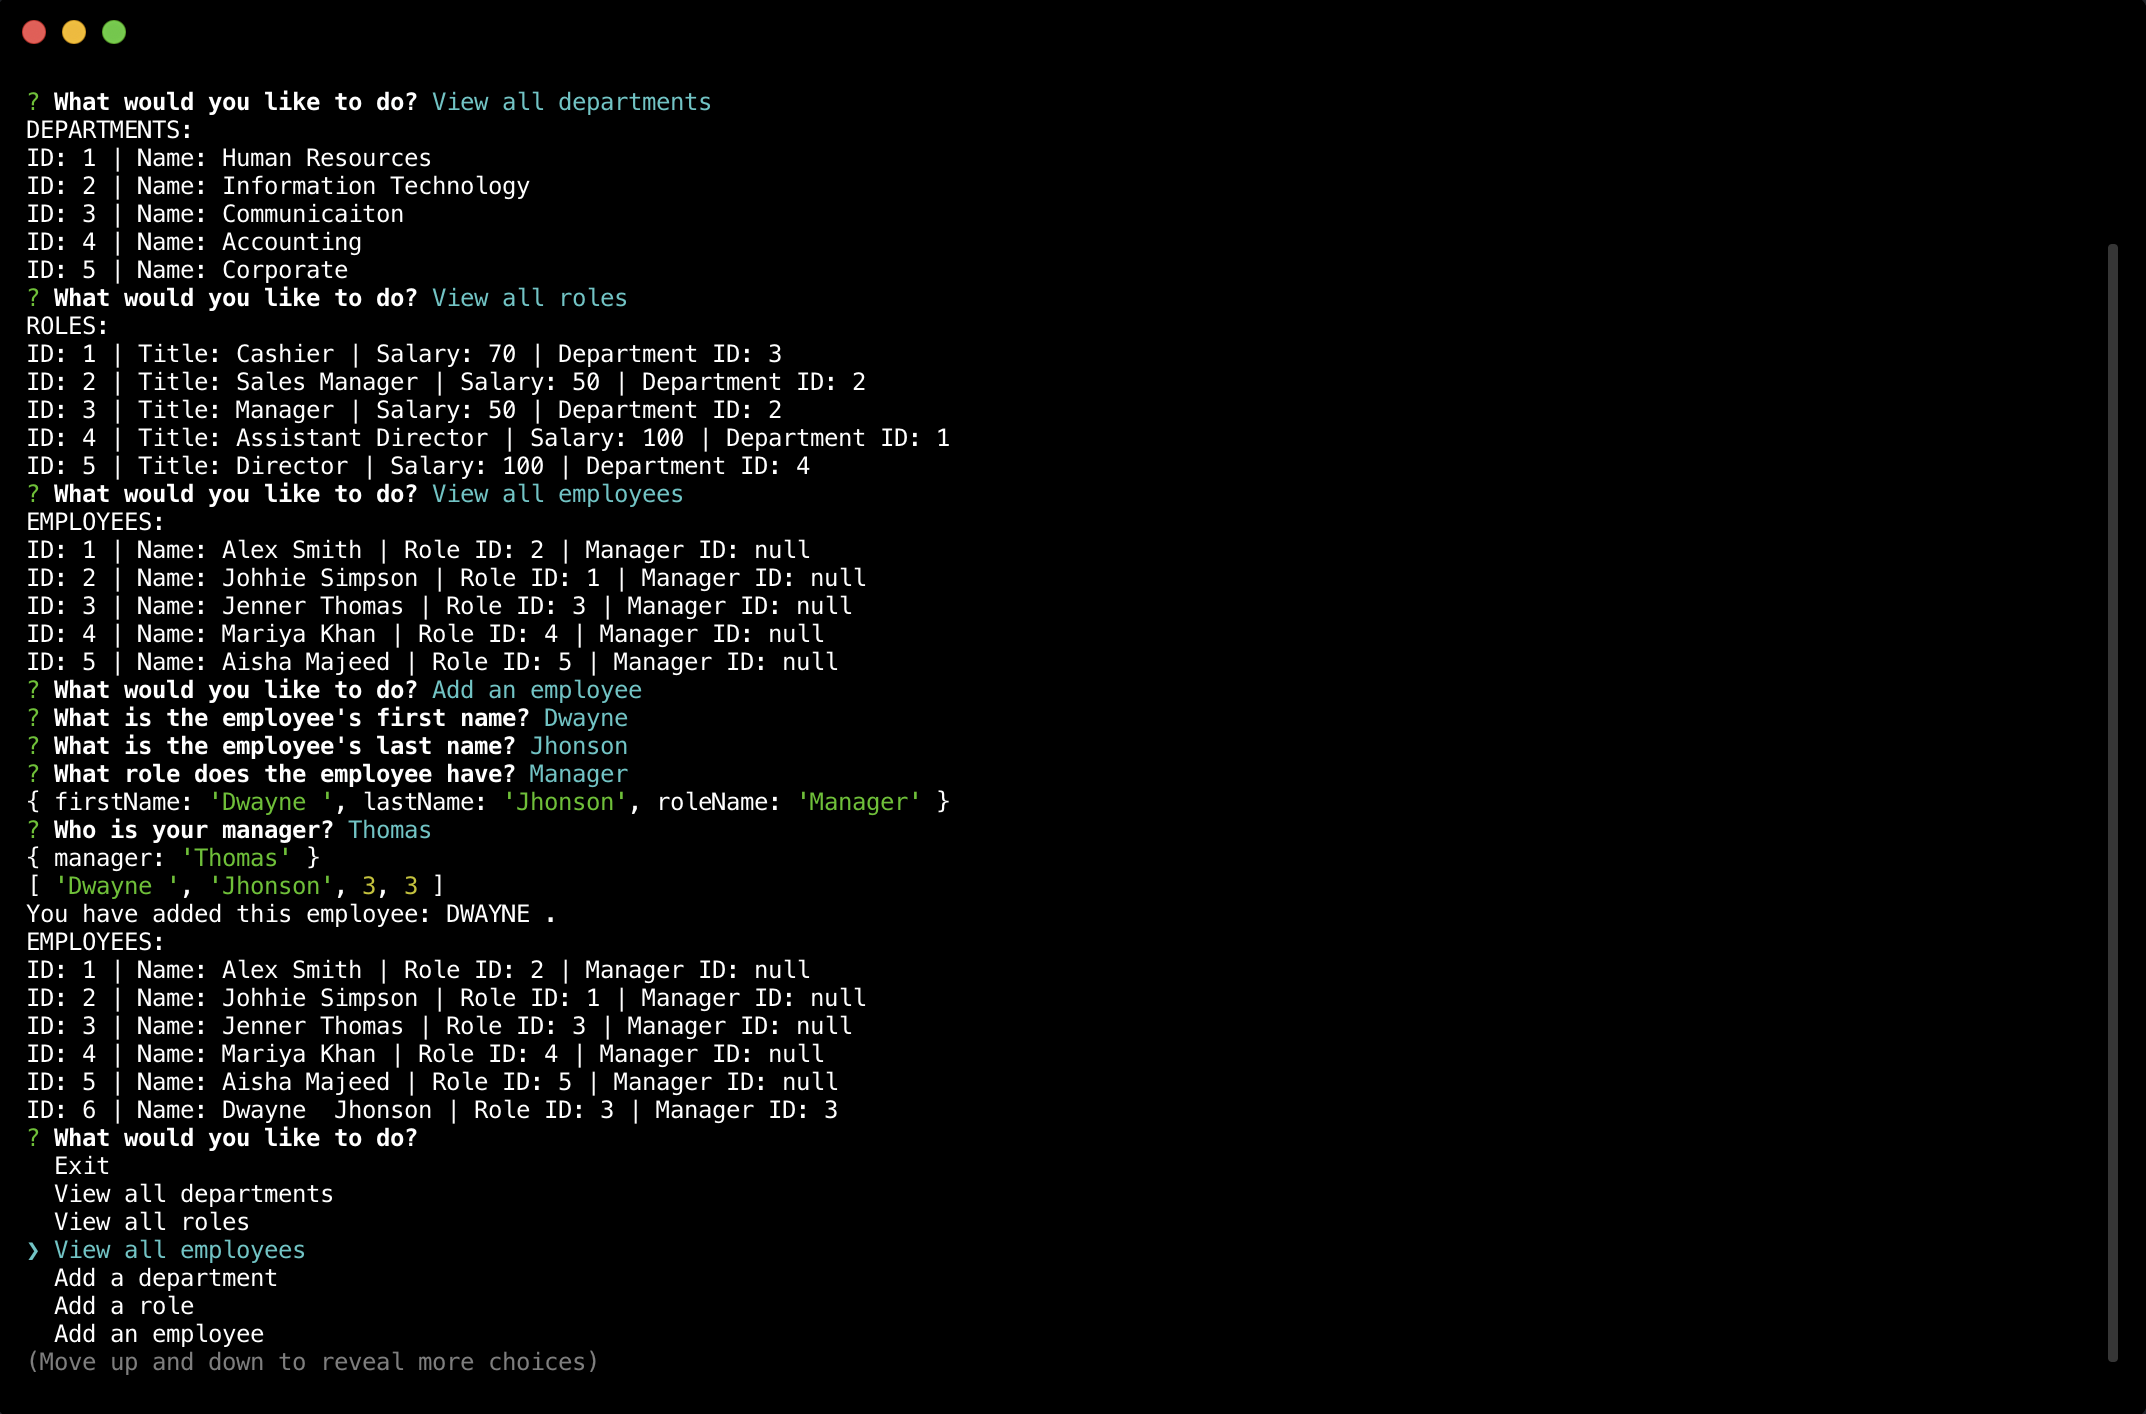 ? What would you like to do? View all departments
DEPARTMENTS:
ID: 1 | Name: Human Resources
ID: 2 | Name: Information Technology
ID: 3 | Name: Communicaiton
ID: 4 | Name: Accounting
ID: 5 | Name: Corporate
? What would you like to do? View all roles
ROLES:
ID: 1 | Title: Cashier | Salary: 70 | Department ID: 3
ID: 2 | Title: Sales Manager | Salary: 50 | Department ID: 2
ID: 3 | Title: Manager | Salary: 50 | Department ID: 2
ID: 4 | Title: Assistant Director | Salary: 100 | Department ID: 1
ID: 5 | Title: Director | Salary: 100 | Department ID: 4
? What would you like to do? View all employees
EMPLOYEES:
ID: 1 | Name: Alex Smith | Role ID: 2 | Manager ID: null
ID: 2 | Name: Johhie Simpson | Role ID: 1 | Manager ID: null
ID: 3 | Name: Jenner Thomas | Role ID: 3 | Manager ID: null
ID: 4 | Name: Mariya Khan | Role ID: 4 | Manager ID: null
ID: 5 | Name: Aisha Majeed | Role ID: 5 | Manager ID: null
? What would you like to do? Add an employee
? What is the employee's first name? Dwayne
? What is the employee's last name? Jhonson
? What role does the employee have? Manager
{ firstName: 'Dwayne ', lastName: 'Jhonson', roleName: 'Manager' }
? Who is your manager? Thomas
{ manager: 'Thomas' }
[ 'Dwayne ', 'Jhonson', 3, 3 ]
You have added this employee: DWAYNE .
EMPLOYEES:
ID: 1 | Name: Alex Smith | Role ID: 2 | Manager ID: null
ID: 2 | Name: Johhie Simpson | Role ID: 1 | Manager ID: null
ID: 3 | Name: Jenner Thomas | Role ID: 3 | Manager ID: null
ID: 4 | Name: Mariya Khan | Role ID: 4 | Manager ID: null
ID: 5 | Name: Aisha Majeed | Role ID: 5 | Manager ID: null
ID: 6 | Name: Dwayne  Jhonson | Role ID: 3 | Manager ID: 3
? What would you like to do?
  Exit
  View all departments
  View all roles
❯ View all employees
  Add a department
  Add a role
  Add an employee
(Move up and down to reveal more choices)